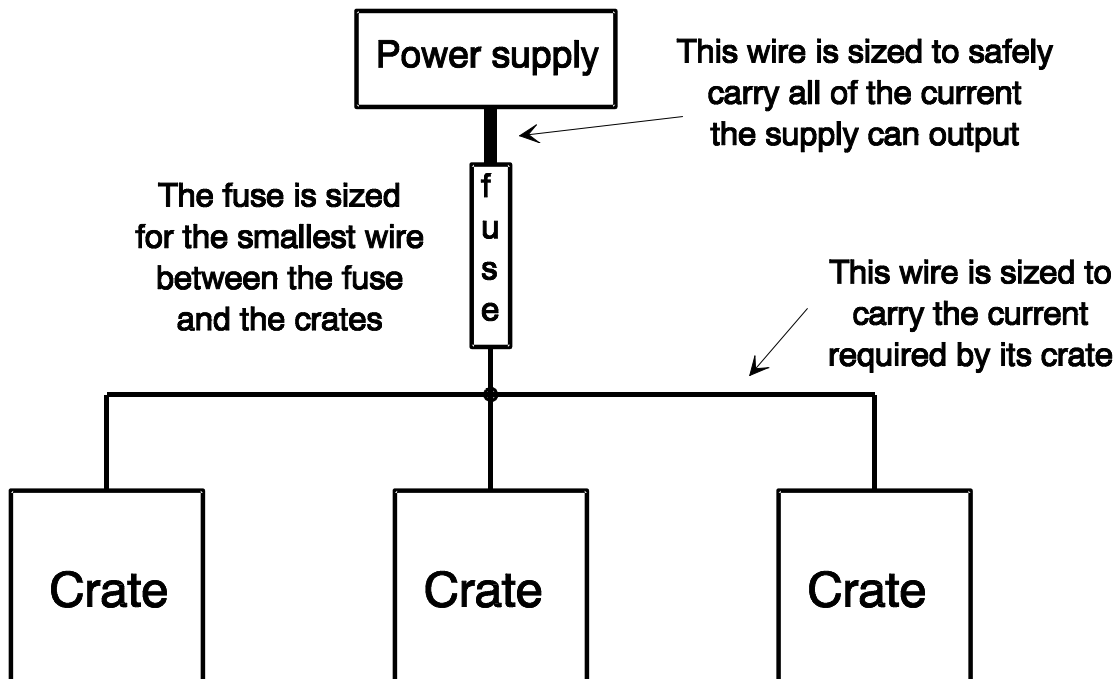 Power supply
This wire is sized to safely
carry all of the current
the supply can output
f
u
s
e
The fuse is sized
for the smallest wire
between the fuse
and the crates
This wire is sized to
carry the current
required by its crate
Crate
Crate
Crate